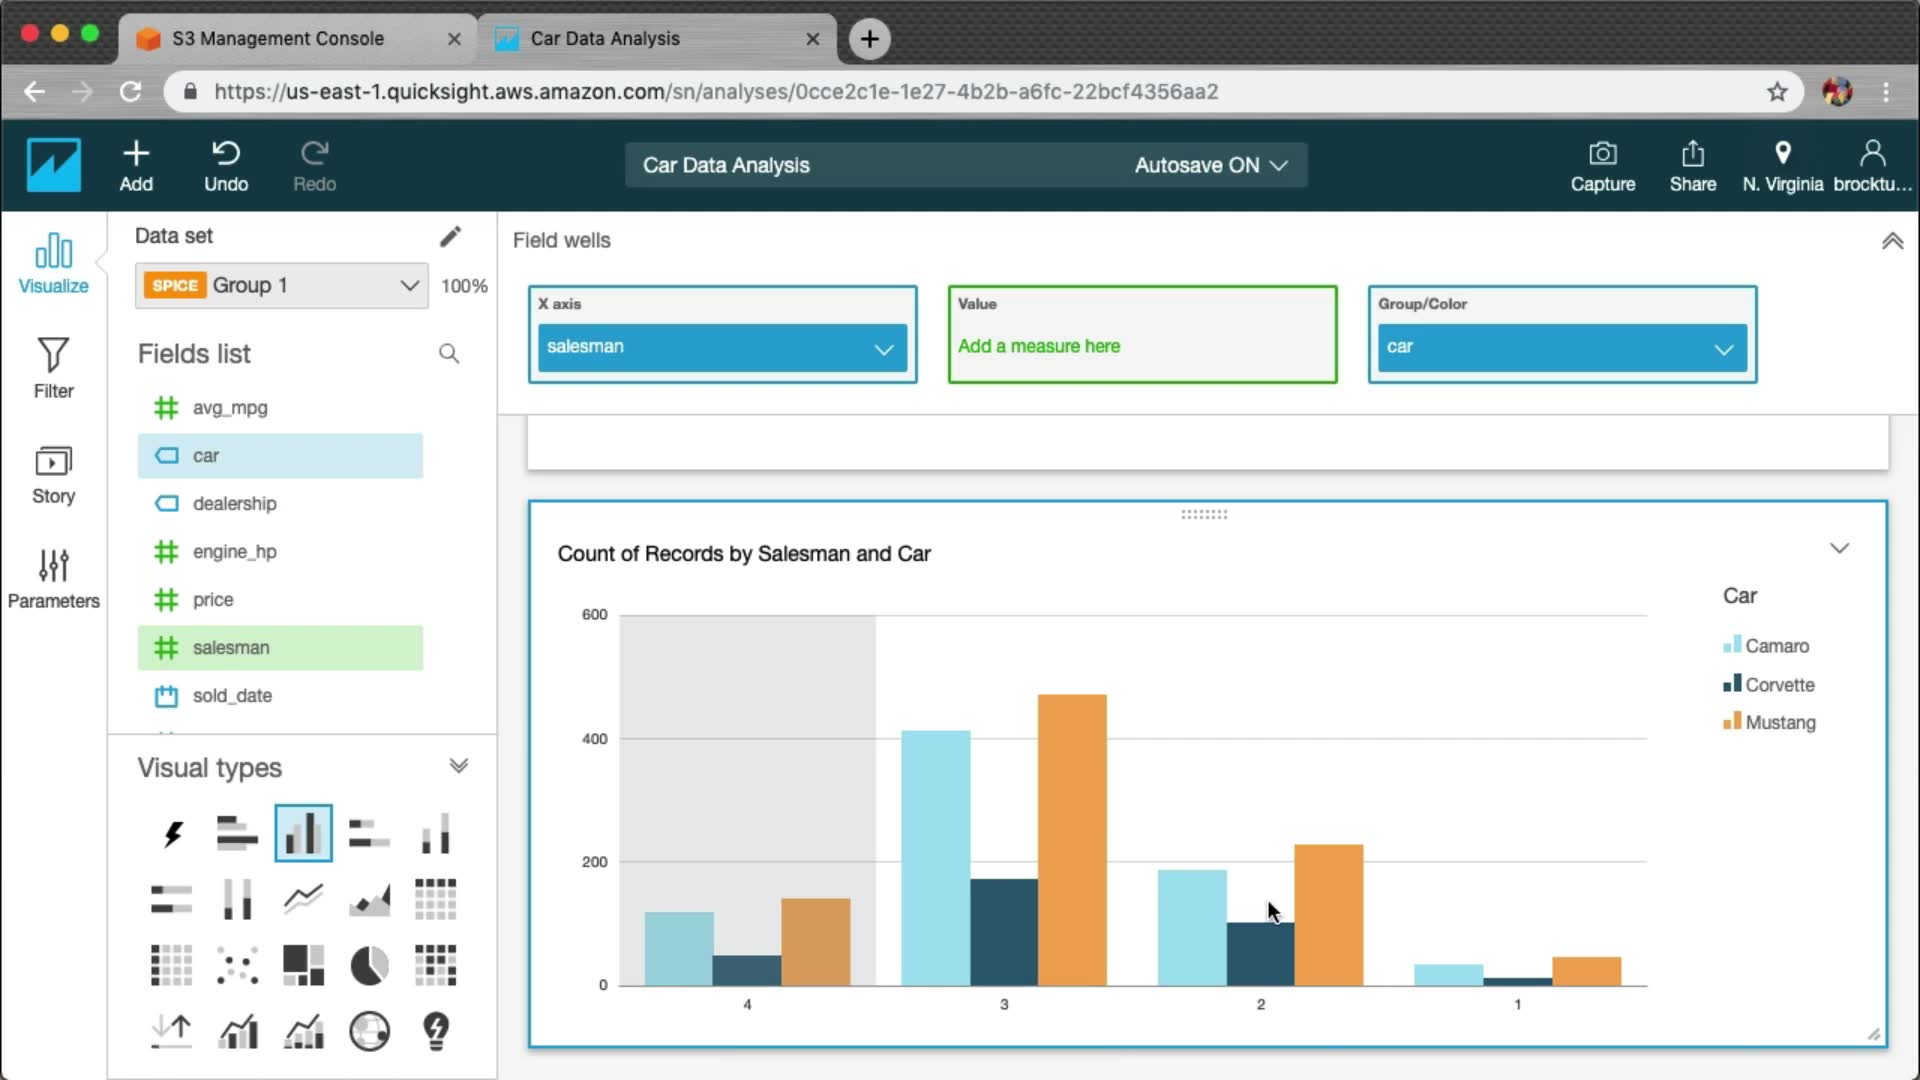 S3 Management Console
Car Data Analysis
https://us-east-1.quicksight.aws.amazon.com/sn/analyses/0cce2c1e-1e27-4b2b-a6fc-22bcf4356aa2
Add
Undo
Redo
Car Data Analysis
Autosave ON
Capture
Share
N. Virginia
brocktu...
Visualize
Filter
Story
Parameters
Data set
SPICE Group 1
100%
Fields list
avg_mpg
car
dealership
engine_hp
price
salesman
sold_date
Visual types
Field wells
X axis
salesman
Value
Add a measure here
Group/Color
car
Count of Records by Salesman and Car
600
400
200
0
4
3
2
1
Car
Camaro
Corvette
Mustang